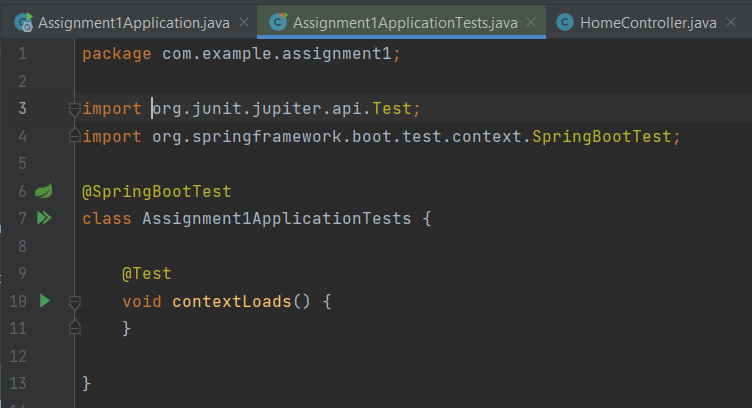 Assignment1Application.java Assignment1ApplicationTests.java HomeController.java
1 package com.example.assignment1;
2
3 import org.junit.jupiter.api.Test;
4 import org.springframework.boot.test.context.SpringBootTest;
5
6 @SpringBootTest
7 class Assignment1ApplicationTests {
8
9 @Test
10 void contextLoads() {
11 }
12
13 }